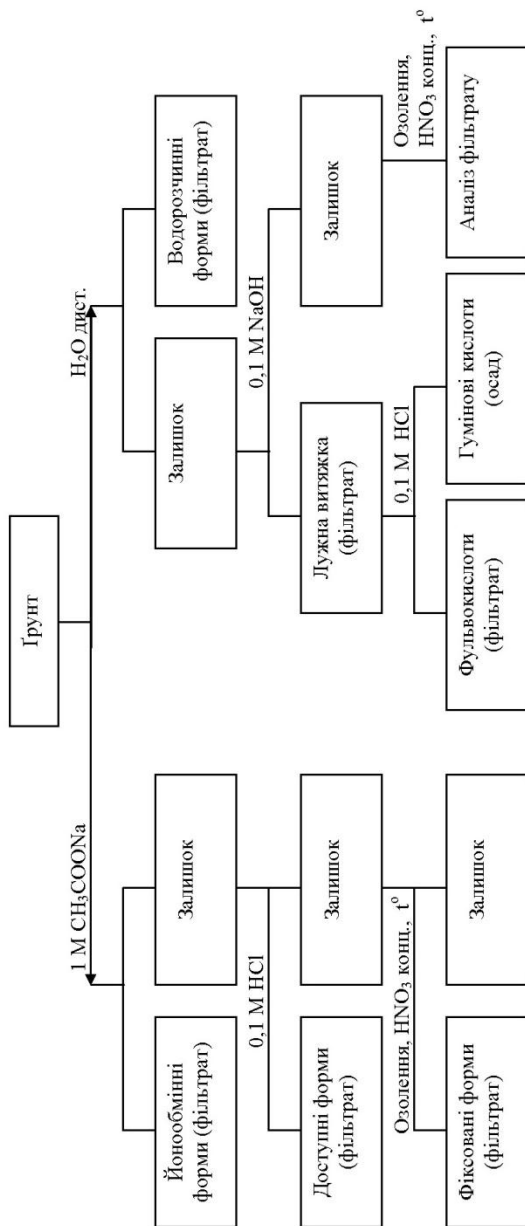 Ґрунт
1 М CH₃COONa
H₂O дист.
Йонообмінні
форми (фільтрат)
Залишок
Залишок
Водорозчинні
форми (фільтрат)
0,1 М HCl
0,1 М NaOH
Доступні форми
(фільтрат)
Залишок
Лужна витяжка
(фільтрат)
Залишок
Озолення, HNO₃ конц., tº
0,1 М HCl
Озолення,
HNO₃ конц., tº
Фіксовані форми
(фільтрат)
Залишок
Фульвокислоти
(фільтрат)
Гумінові кислоти
(осад)
Аналіз фільтрату